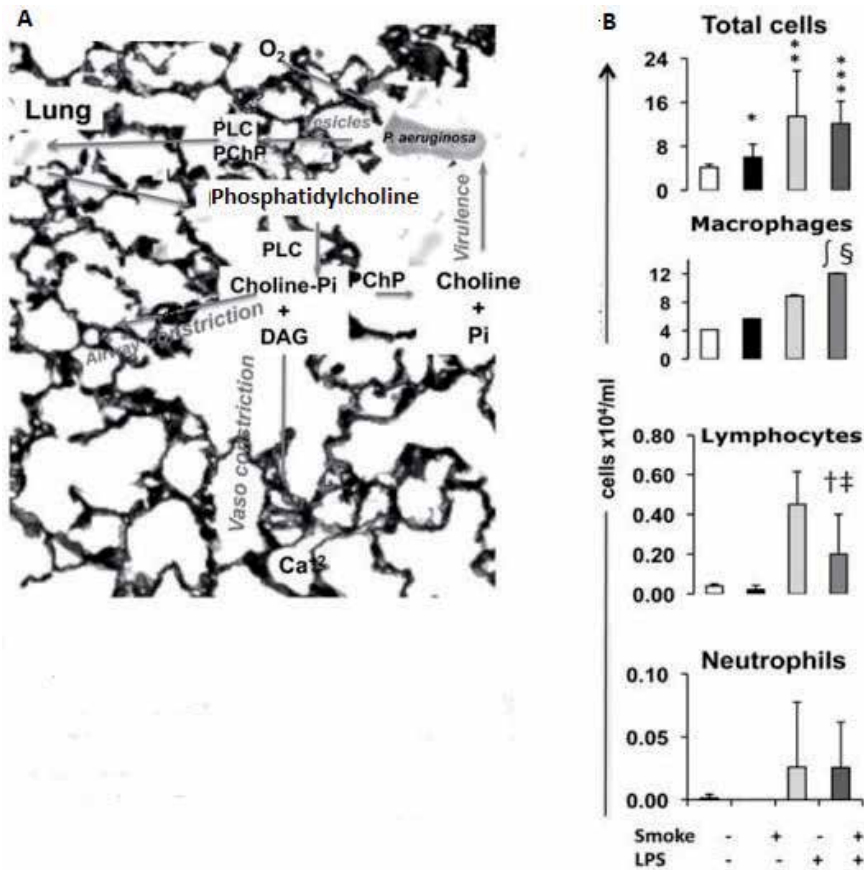 A
O₂
Lung
PLC
vesicles
PChP
P. aeruginosa
Phosphatidylcholine
Virulence
PLC
Choline-Pi
PChP
Choline
+
+
DAG
Pi
Airway constriction
Vaso constriction
Ca⁺²
B
Total cells
24
16
8
0
*
**
***
Macrophages
12
8
4
0
∫ §
cells x10⁴/ml
Lymphocytes
0.80
0.60
0.40
0.20
0.00
†‡
Neutrophils
0.10
0.05
0.00
Smoke - + - +
LPS - - + +